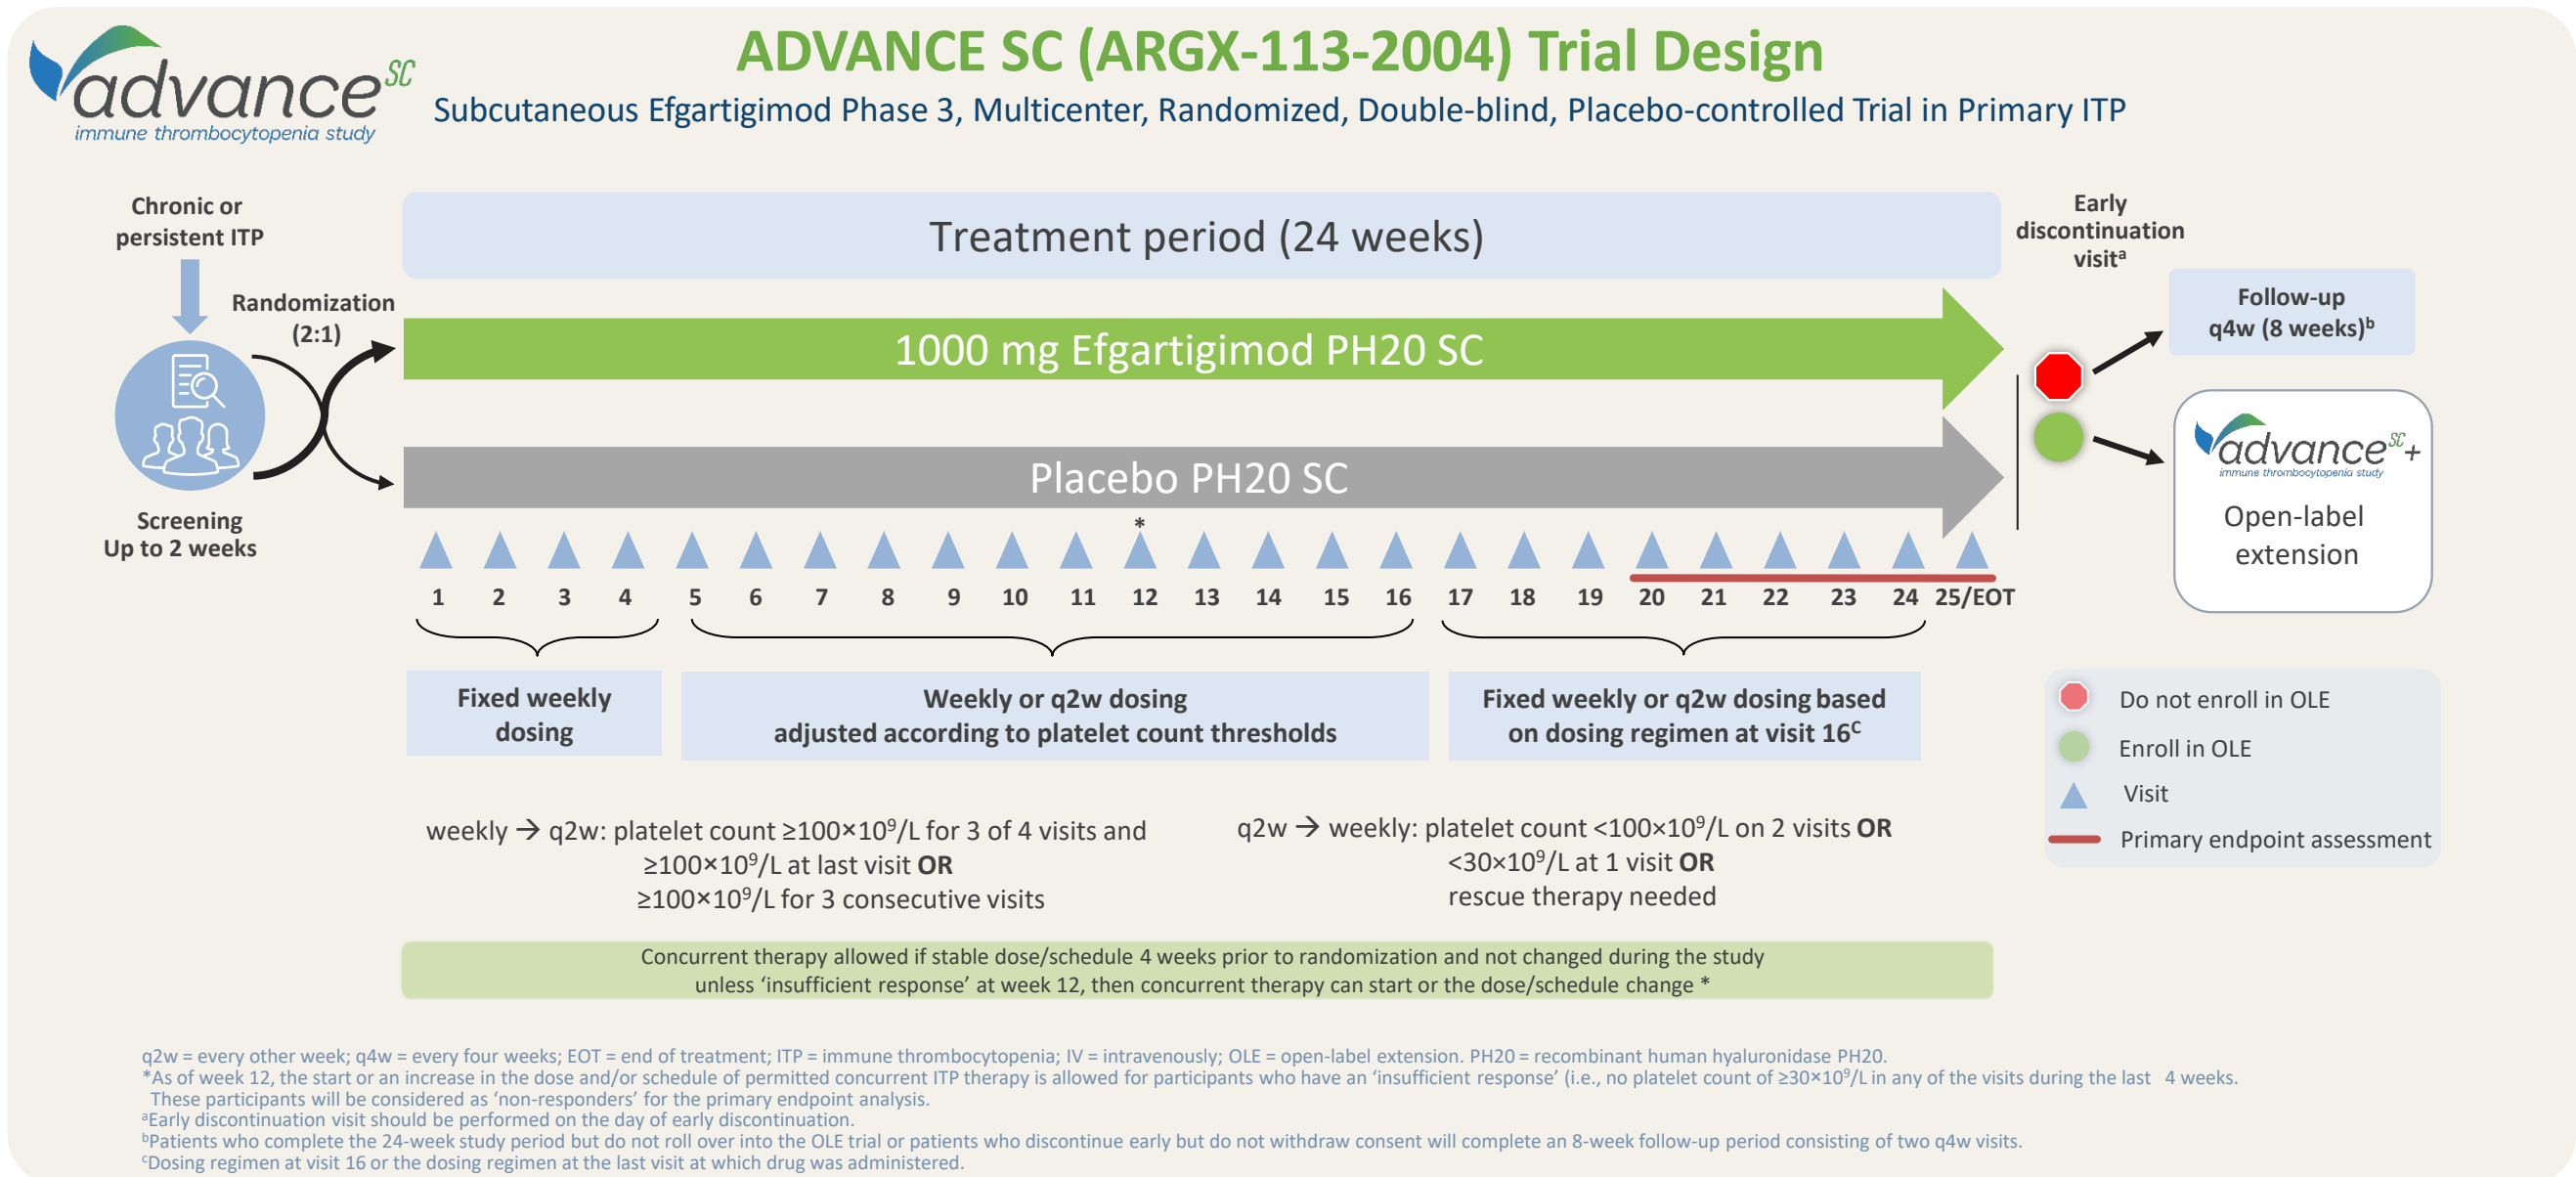 advance SC
immune thrombocytopenia study
ADVANCE SC (ARGX-113-2004) Trial Design
Subcutaneous Efgartigimod Phase 3, Multicenter, Randomized, Double-blind, Placebo-controlled Trial in Primary ITP
Chronic or
persistent ITP
Randomization
(2:1)
Screening
Up to 2 weeks
Treatment period (24 weeks)
1000 mg Efgartigimod PH20 SC
Placebo PH20 SC
*
1 2 3 4 5 6 7 8 9 10 11 12 13 14 15 16 17 18 19 20 21 22 23 24 25/EOT
Early
discontinuation
visitᵃ
Follow-up
q4w (8 weeks)ᵇ
advance SC+
immune thrombocytopenia study
Open-label
extension
Fixed weekly
dosing
Weekly or q2w dosing
adjusted according to platelet count thresholds
Fixed weekly or q2w dosing based
on dosing regimen at visit 16ᶜ
Do not enroll in OLE
Enroll in OLE
Visit
Primary endpoint assessment
weekly → q2w: platelet count ≥100×10⁹/L for 3 of 4 visits and
≥100×10⁹/L at last visit OR
≥100×10⁹/L for 3 consecutive visits
q2w → weekly: platelet count <100×10⁹/L on 2 visits OR
<30×10⁹/L at 1 visit OR
rescue therapy needed
Concurrent therapy allowed if stable dose/schedule 4 weeks prior to randomization and not changed during the study
unless ‘insufficient response’ at week 12, then concurrent therapy can start or the dose/schedule change *
q2w = every other week; q4w = every four weeks; EOT = end of treatment; ITP = immune thrombocytopenia; IV = intravenously; OLE = open-label extension. PH20 = recombinant human hyaluronidase PH20.
*As of week 12, the start or an increase in the dose and/or schedule of permitted concurrent ITP therapy is allowed for participants who have an ‘insufficient response’ (i.e., no platelet count of ≥30×10⁹/L in any of the visits during the last 4 weeks.
These participants will be considered as ‘non-responders’ for the primary endpoint analysis.
ᵃEarly discontinuation visit should be performed on the day of early discontinuation.
ᵇPatients who complete the 24-week study period but do not roll over into the OLE trial or patients who discontinue early but do not withdraw consent will complete an 8-week follow-up period consisting of two q4w visits.
ᶜDosing regimen at visit 16 or the dosing regimen at the last visit at which drug was administered.